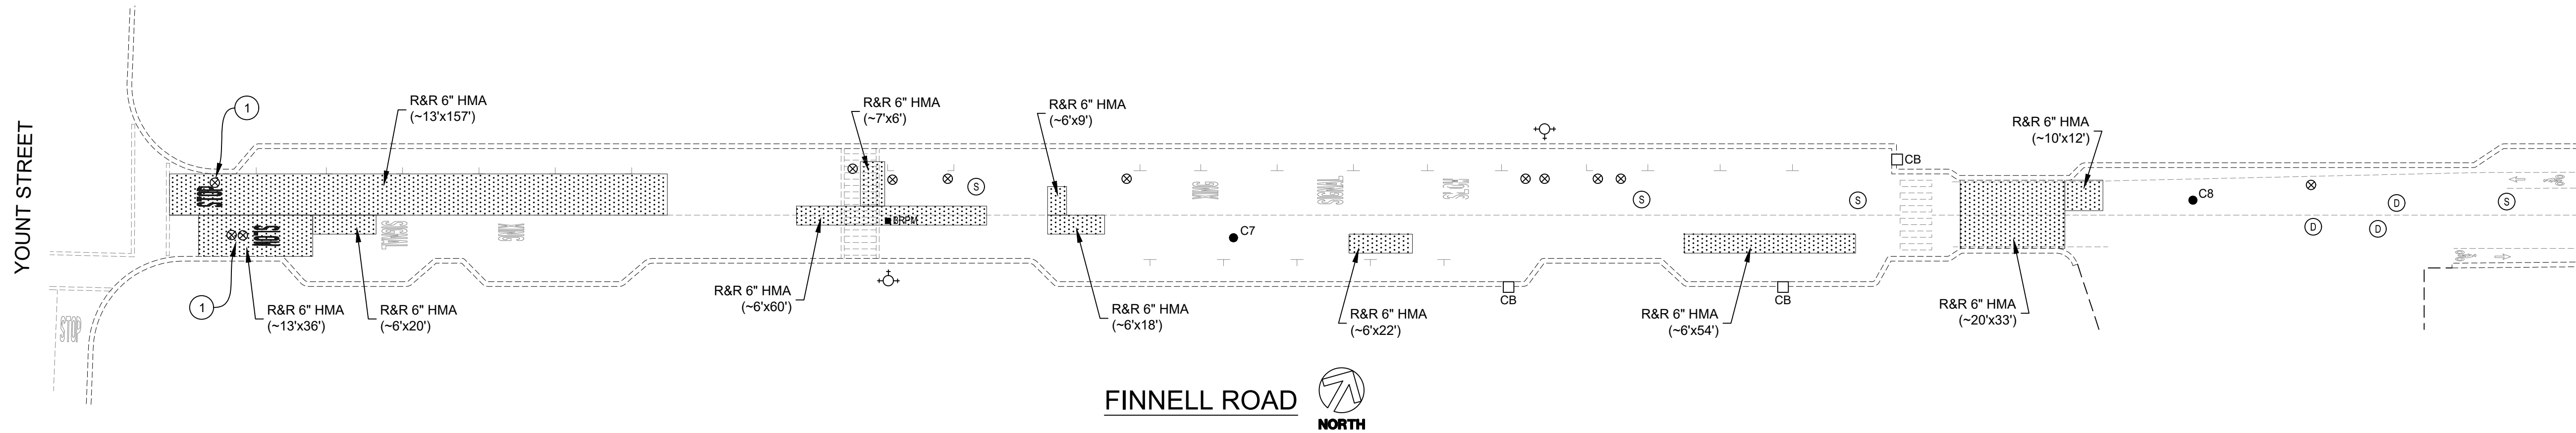 YOUNT STREET
1
R&R 6" HMA
(~13'x157')
R&R 6" HMA
(~7'x6')
R&R 6" HMA
(~6'x9')
R&R 6" HMA
(~10'x12')
CB
STOP
S
S
S
C8
D
S
D
D
BRPM
C7
STOP
1
R&R 6" HMA
(~13'x36')
R&R 6" HMA
(~6'x20')
R&R 6" HMA
(~6'x60')
R&R 6" HMA
(~6'x18')
R&R 6" HMA
(~6'x22')
CB
R&R 6" HMA
(~6'x54')
CB
R&R 6" HMA
(~20'x33')
STOP
FINNELL ROAD
NORTH